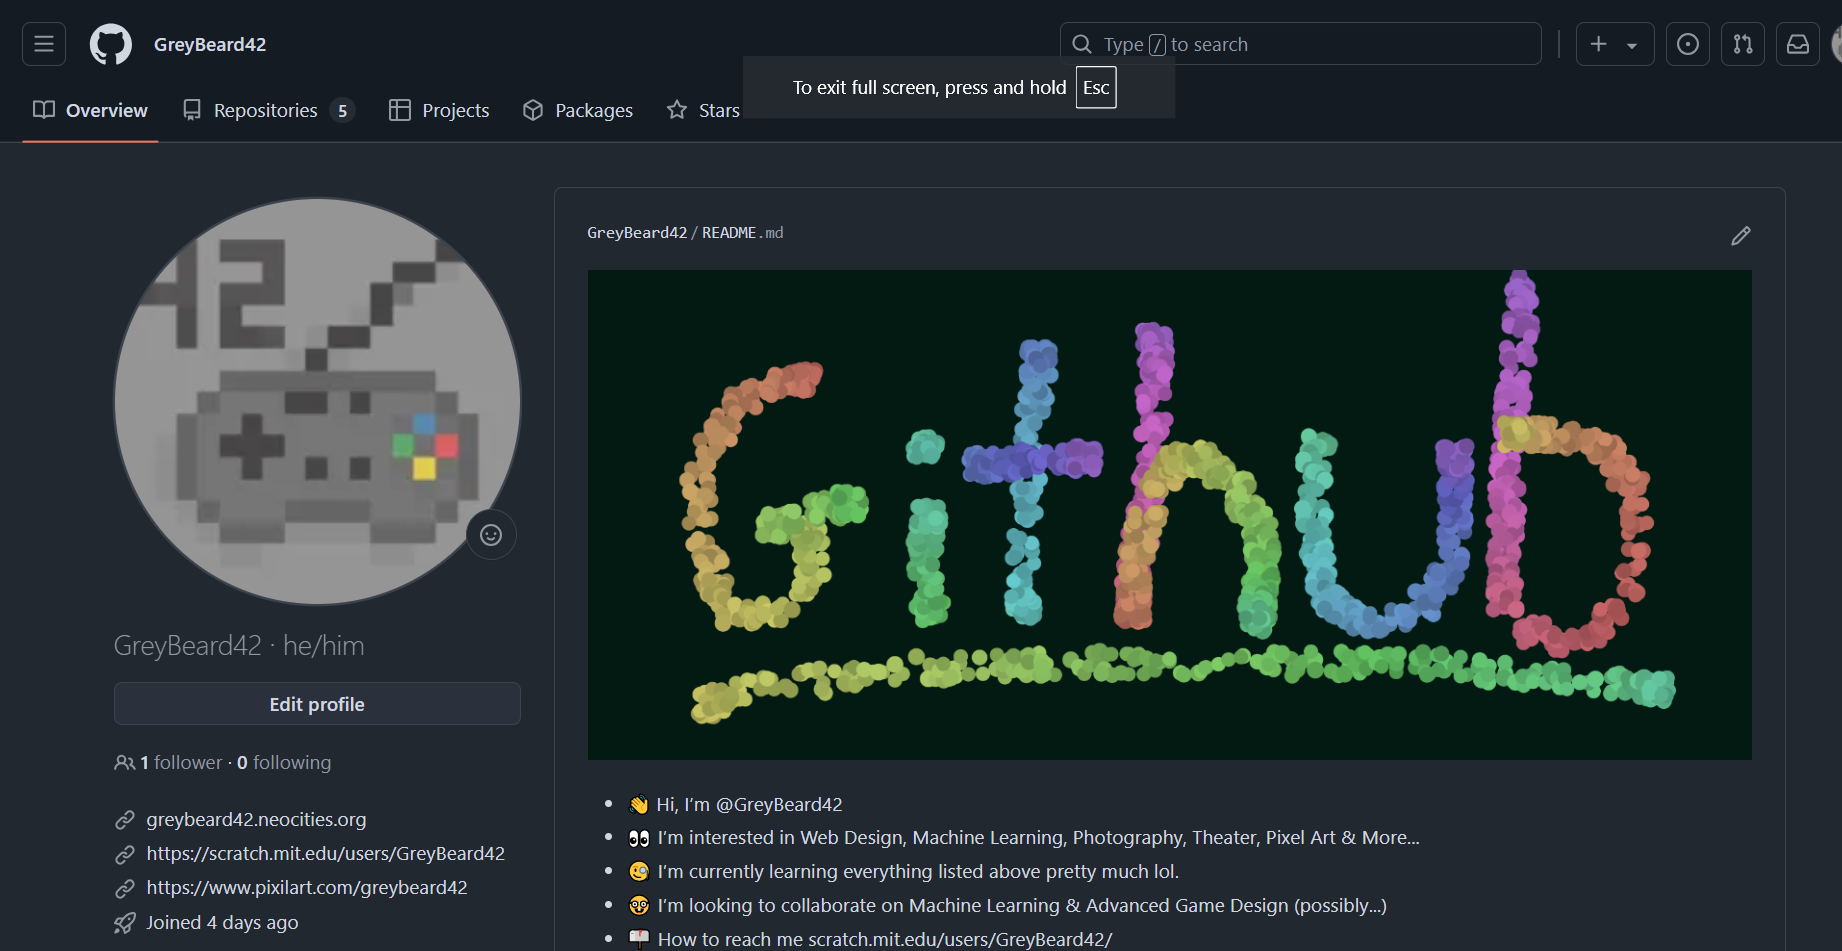 GreyBeard42
Type / to search
To exit full screen, press and hold Esc
Overview
Repositories 5
Projects
Packages
Stars
GreyBeard42/README.md
42
Github
GreyBeard42 · he/him
Edit profile
1 follower · 0 following
greybeard42.neocities.org
https://scratch.mit.edu/users/GreyBeard42
https://www.pixilart.com/greybeard42
Joined 4 days ago
👋 Hi, I’m @GreyBeard42
👀 I’m interested in Web Design, Machine Learning, Photography, Theater, Pixel Art & More...
🧐 I’m currently learning everything listed above pretty much lol.
🤓 I’m looking to collaborate on Machine Learning & Advanced Game Design (possibly...)
📬 How to reach me scratch.mit.edu/users/GreyBeard42/